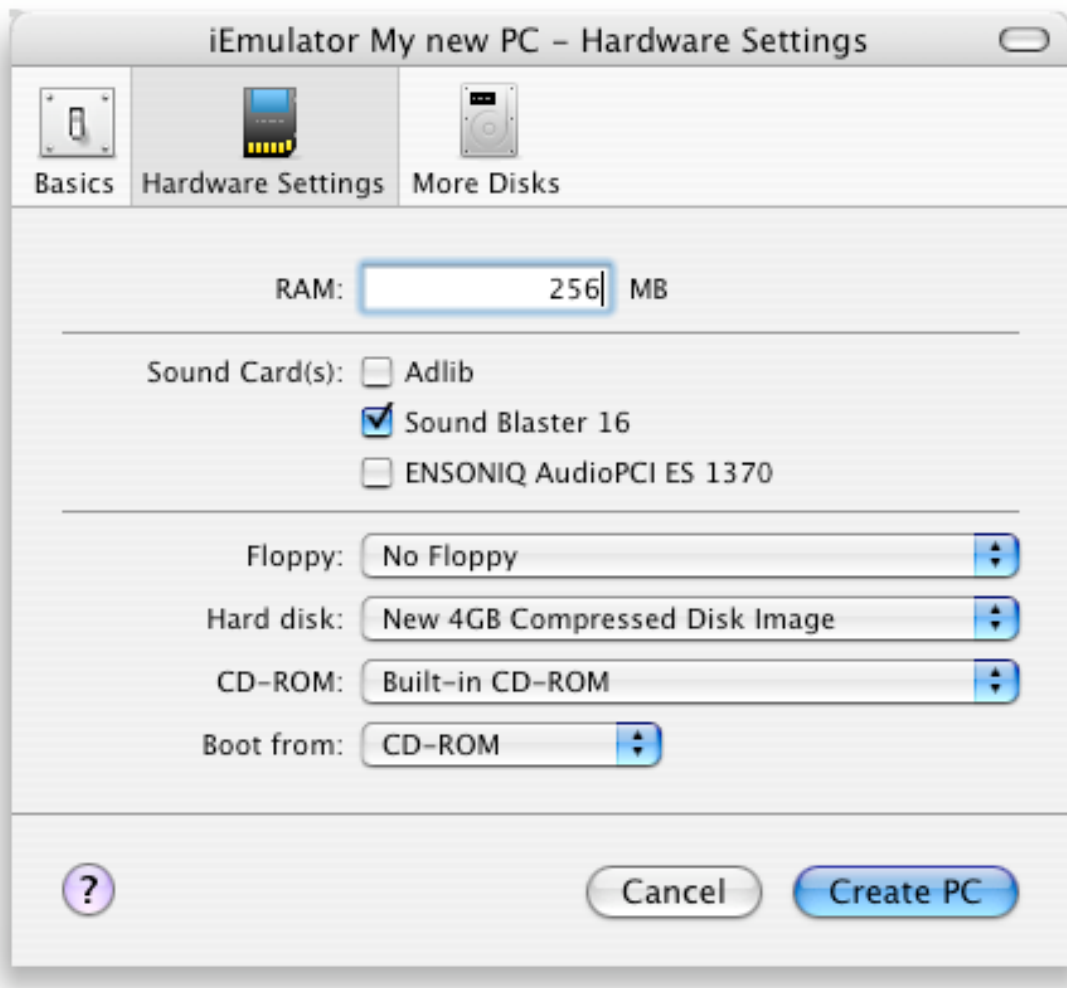 iEmulator My new PC – Hardware Settings
Basics Hardware Settings More Disks
RAM: 256 MB
Sound Card(s): Adlib
Sound Blaster 16
ENSONIQ AudioPCI ES 1370
Floppy: No Floppy
Hard disk: New 4GB Compressed Disk Image
CD-ROM: Built-in CD-ROM
Boot from: CD-ROM
? Cancel Create PC